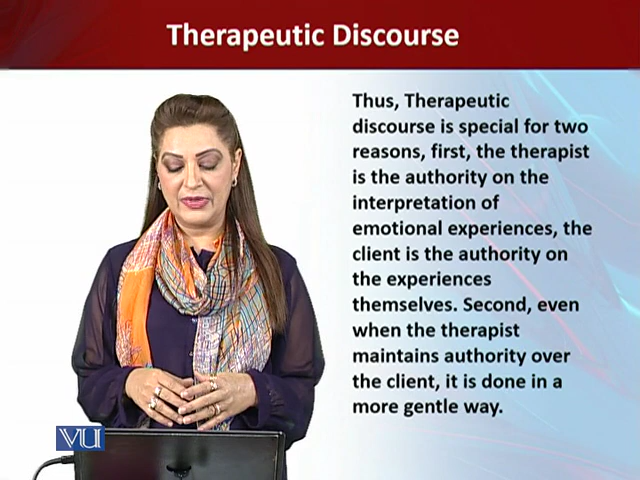 Therapeutic Discourse
Thus, Therapeutic
discourse is special for two
reasons, first, the therapist
is the authority on the
interpretation of
emotional experiences, the
client is the authority on
the experiences
themselves. Second, even
when the therapist
maintains authority over
the client, it is done in a
more gentle way.
VU